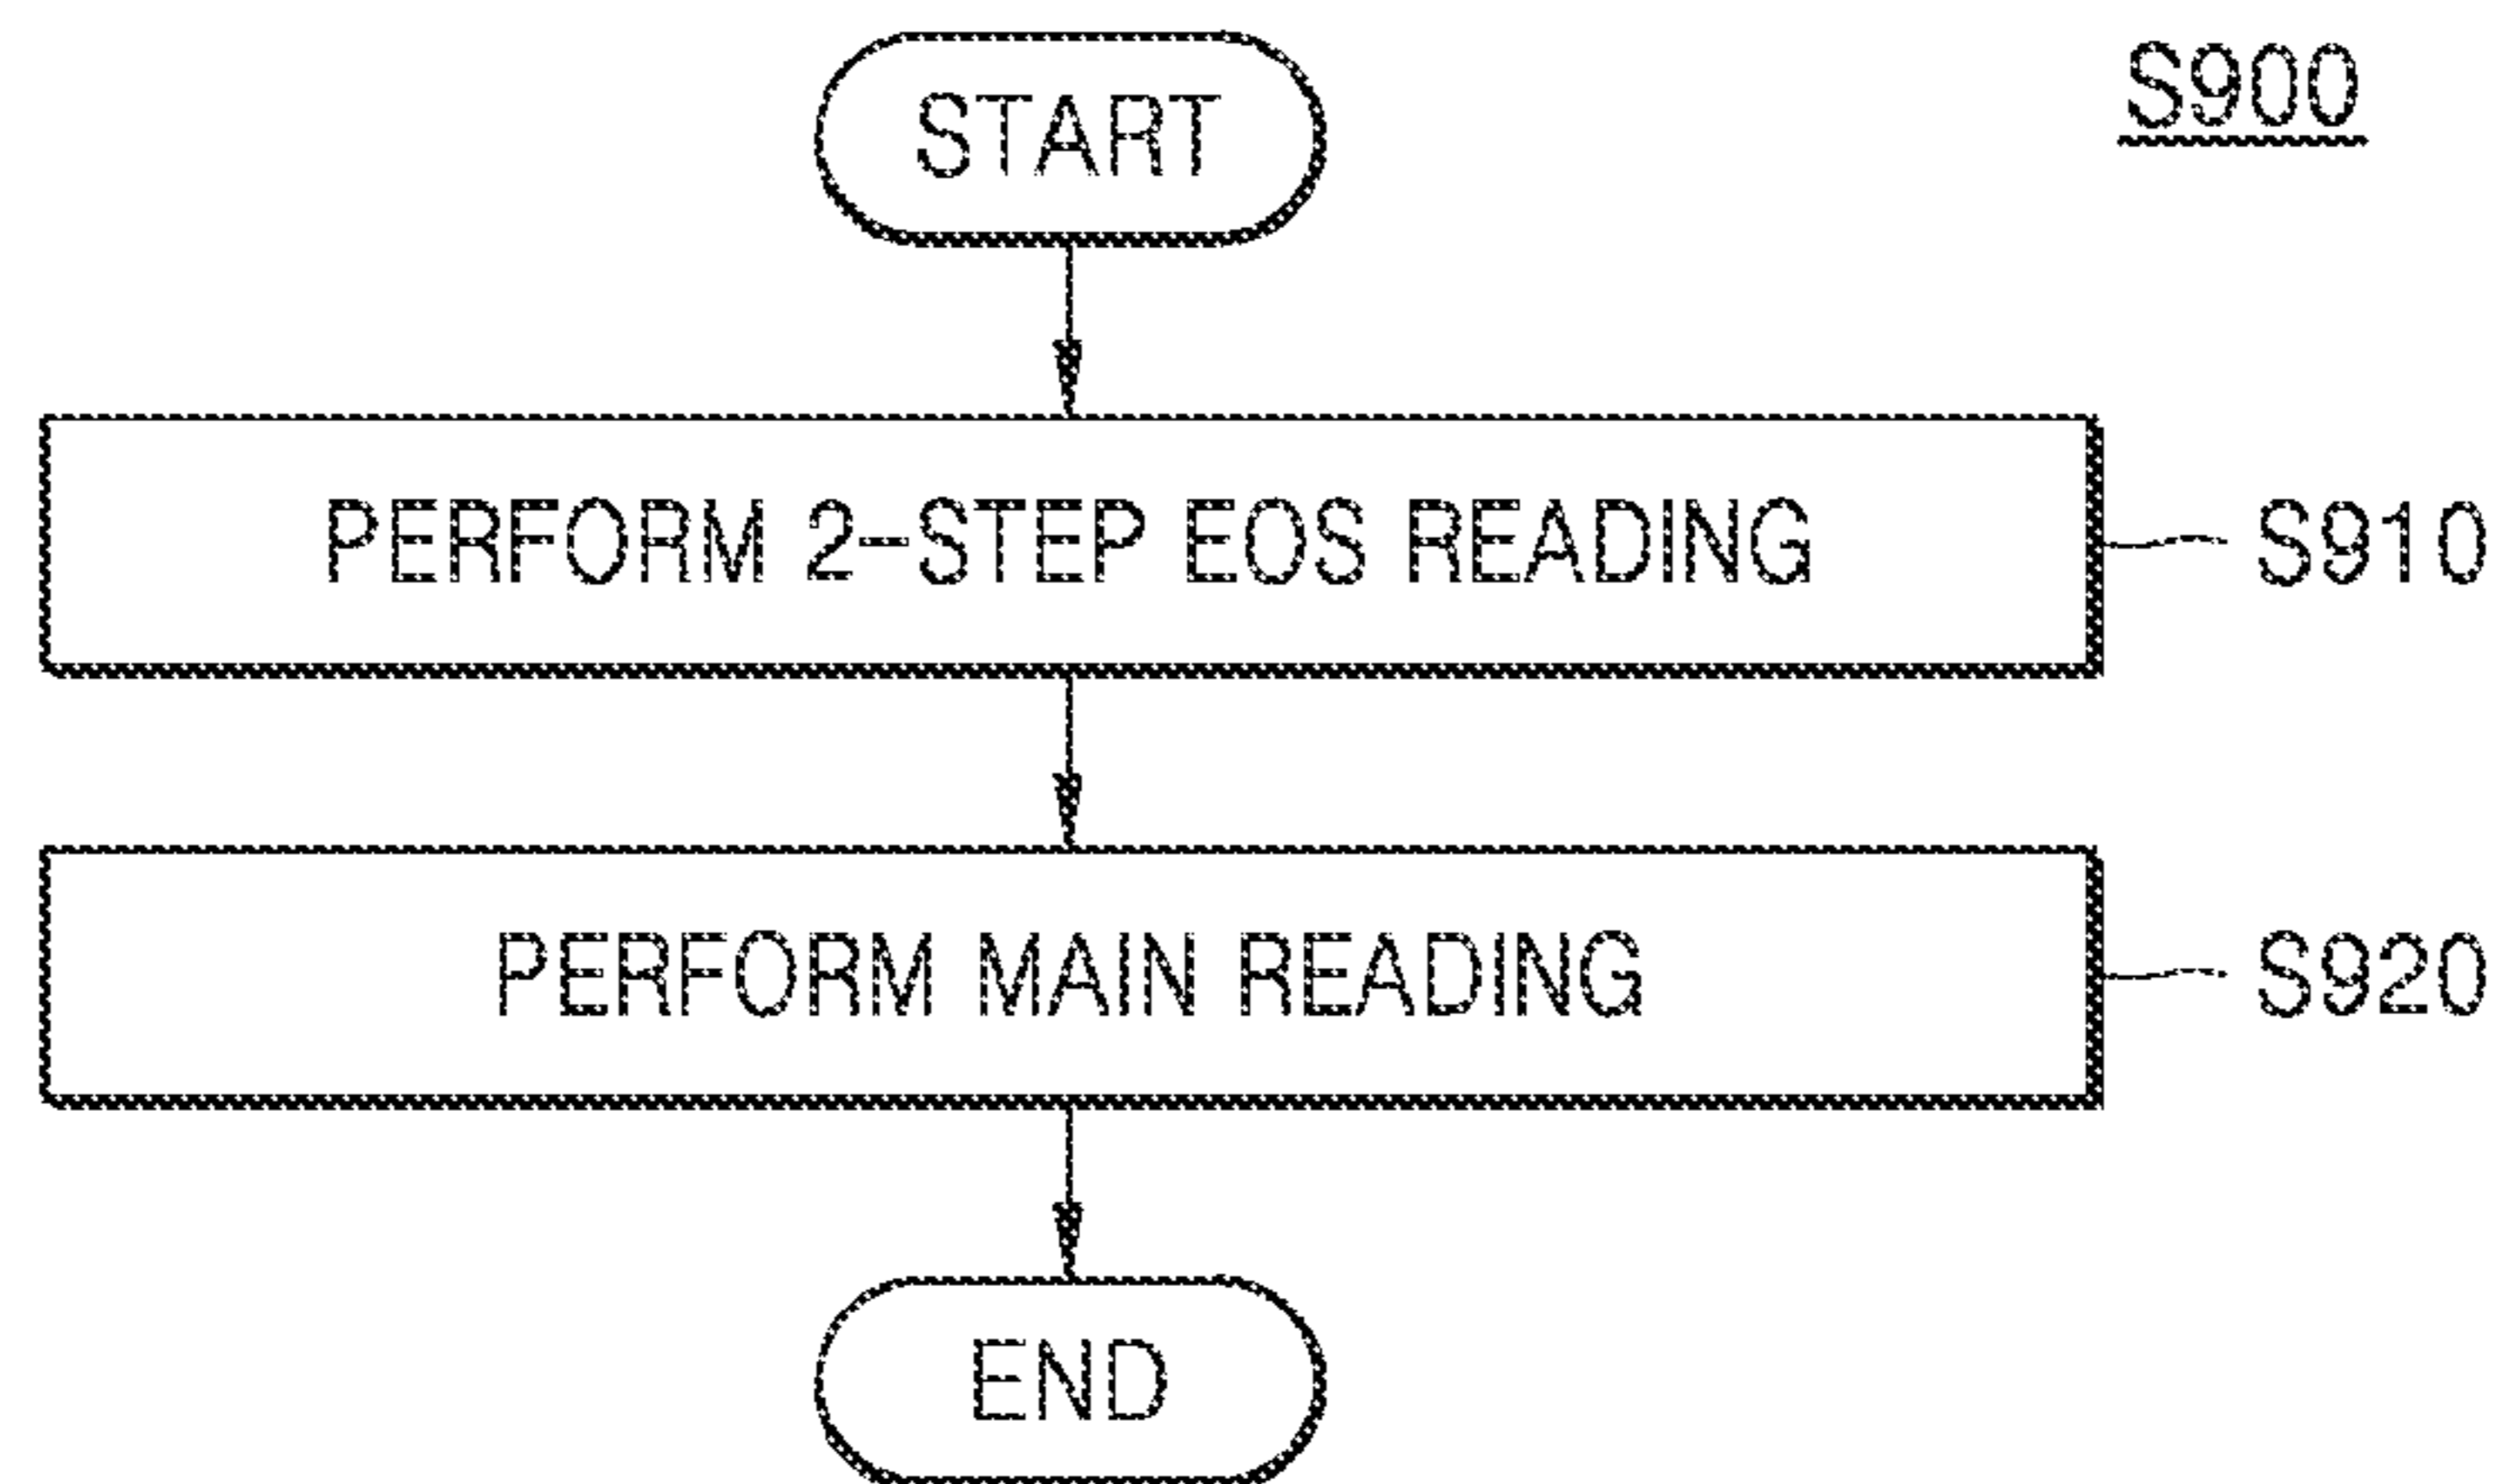 START
S900
PERFORM 2-STEP EOS READING
S910
PERFORM MAIN READING
S920
END